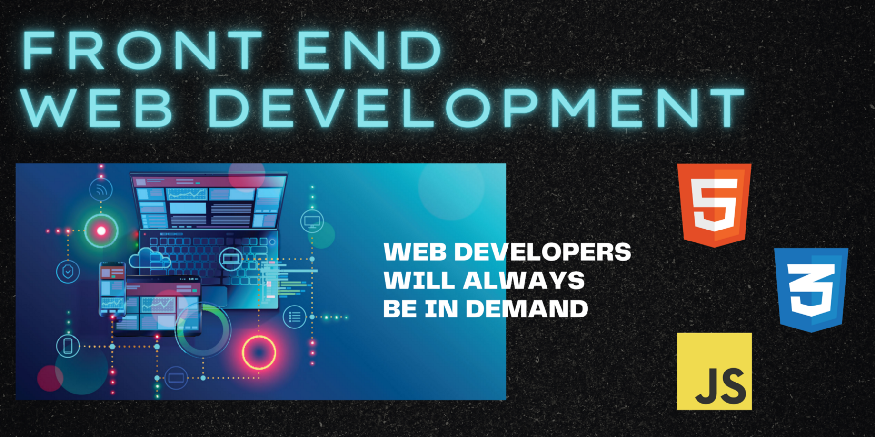 FRONT END
WEB DEVELOPMENT
WEB DEVELOPERS
WILL ALWAYS
BE IN DEMAND
5
3
JS